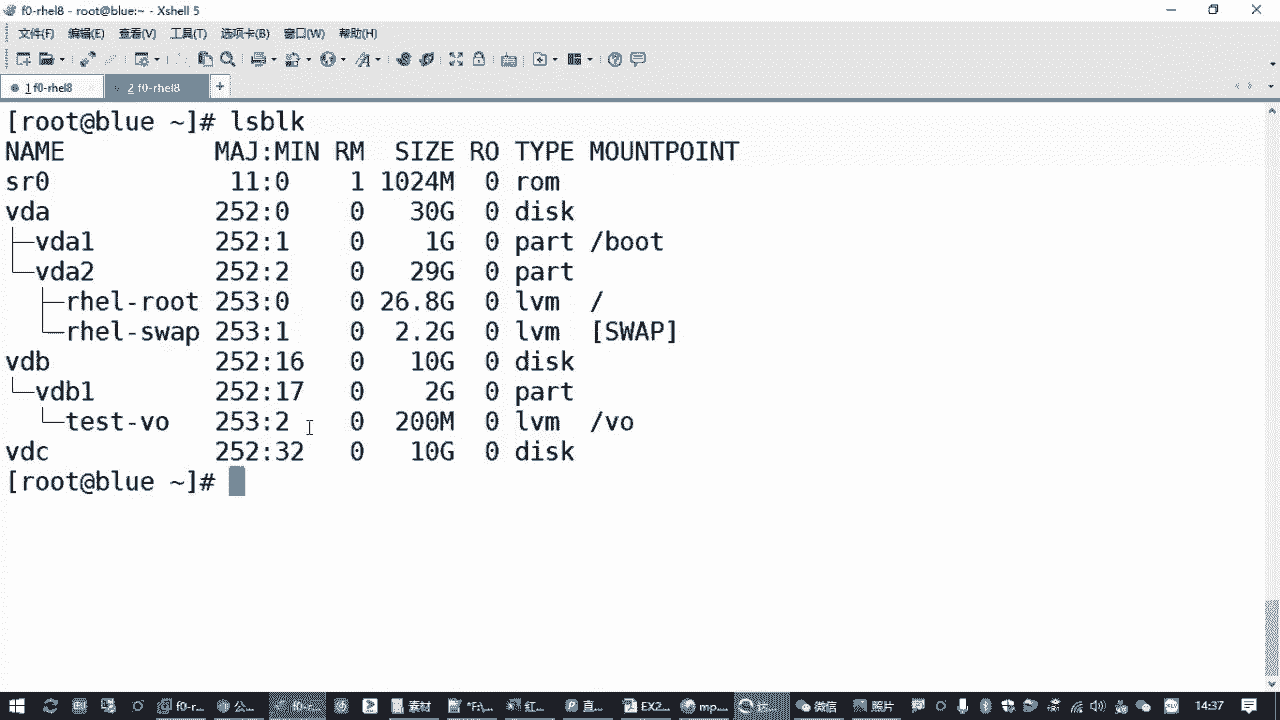 f0-rhel8 - root@blue:~ - Xshell 5
文件(F) 编辑(E) 查看(V) 工具(T) 选项卡(B) 窗口(W) 帮助(H)
1 f0-rhel8 2 f0-rhel8 +
[root@blue ~]# lsblk
NAME MAJ:MIN RM SIZE RO TYPE MOUNTPOINT
sr0 11:0 1 1024M 0 rom
vda 252:0 0 30G 0 disk
├─vda1 252:1 0 1G 0 part /boot
└─vda2 252:2 0 29G 0 part
├─rhel-root 253:0 0 26.8G 0 lvm /
└─rhel-swap 253:1 0 2.2G 0 lvm [SWAP]
vdb 252:16 0 10G 0 disk
└─vdb1 252:17 0 2G 0 part
└─test-vo 253:2 0 200M 0 lvm /vo
vdc 252:32 0 10G 0 disk
[root@blue ~]#
f0-r... 公... f0-... 素材 红... 直... EX2... mp... 微信 照片 14:37